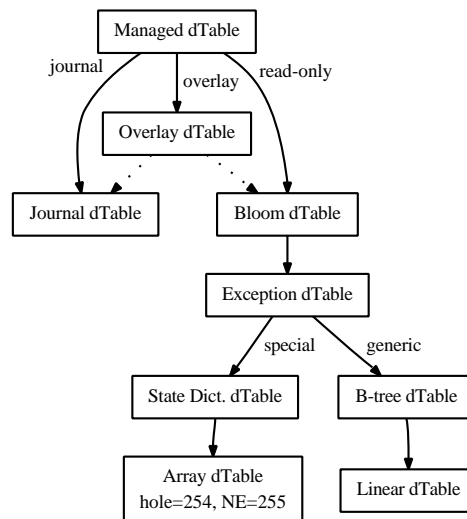 Managed dTable
journal
overlay
read-only
Overlay dTable
Journal dTable
Bloom dTable
Exception dTable
special
generic
State Dict. dTable
B-tree dTable
Array dTable
hole=254, NE=255
Linear dTable